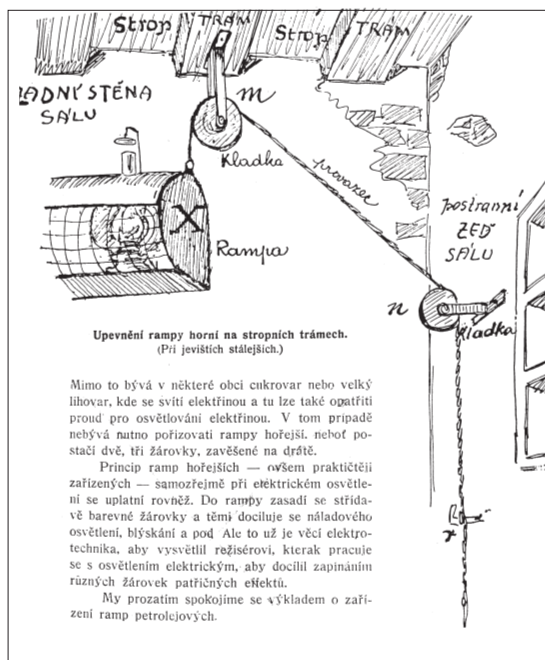 Strop TRÁM Strop TRÁM
ADNÍ STĚNA
SÁLU
m
Kladka
provazec
X
Rampa
postranní
ZEĎ
SÁLU
n
Kladka
Upevnění rampy horní na stropních trámech.
(Při jevištích stálejších.)
Mimo to bývá v některé obci cukrovar nebo velký
lihovar, kde se svítí elektřinou a tu lze také opatřiti
proud pro osvětlování elektřinou. V tom případě
nebývá nutno pořizovati rampy hořejší. neboť po-
stačí dvě, tři žárovky, zavěšené na drátě.
Princip ramp hořejších — ovšem praktičtěji
zařízených — samozřejmě při elektrickém osvětle-
ní se uplatní rovněž. Do rampy zasadí se střída-
vě barevné žárovky a těmi dociluje se náladového
osvětlení, blýskání a pod Ale to už je věcí elektro-
technika, aby vysvětlil režisérovi, kterak pracuje
se s osvětlením elektrickým, aby docílil zapínáním
různých žárovek patřičných effektů.
My prozatím spokojíme se výkladem o zaří-
zení ramp petrolejových.